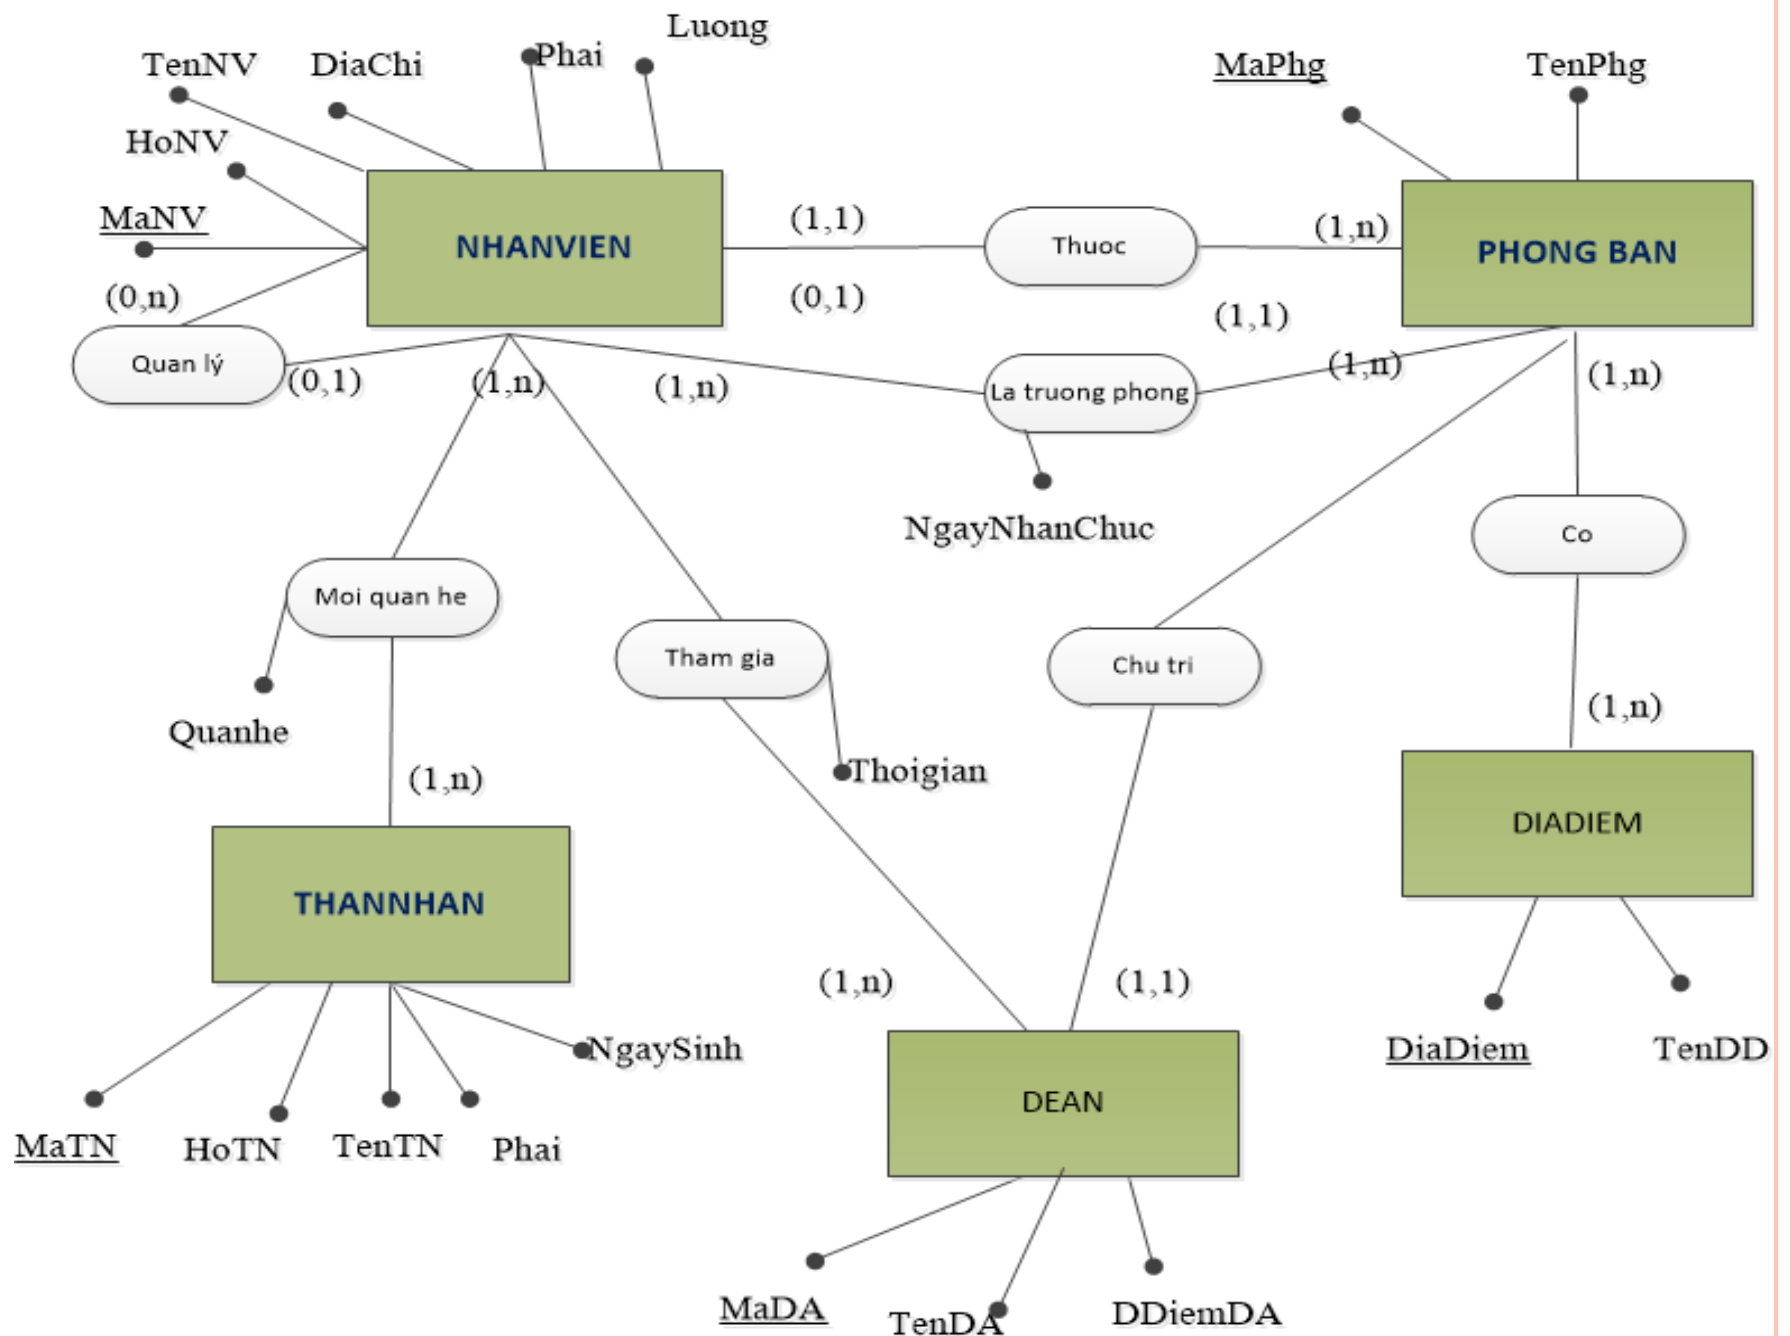 Luong
TenNV
DiaChi
Phai
MaPhg
TenPhg
HoNV
MaNV
(1,1)
(1,n)
NHANVIEN
Thuoc
PHONG BAN
(0,n)
(0,1)
(1,1)
Quan lý
(0,1)
(1,n)
(1,n)
La truong phong
(1,n)
(1,n)
NgayNhanChuc
Co
Moi quan he
Tham gia
Chu tri
Quanhe
(1,n)
Thoigian
(1,n)
DIADIEM
THANNHAN
(1,n)
(1,1)
NgaySinh
DiaDiem
TenDD
DEAN
MaTN
HoTN
TenTN
Phai
MaDA
TenDA
DDiemDA